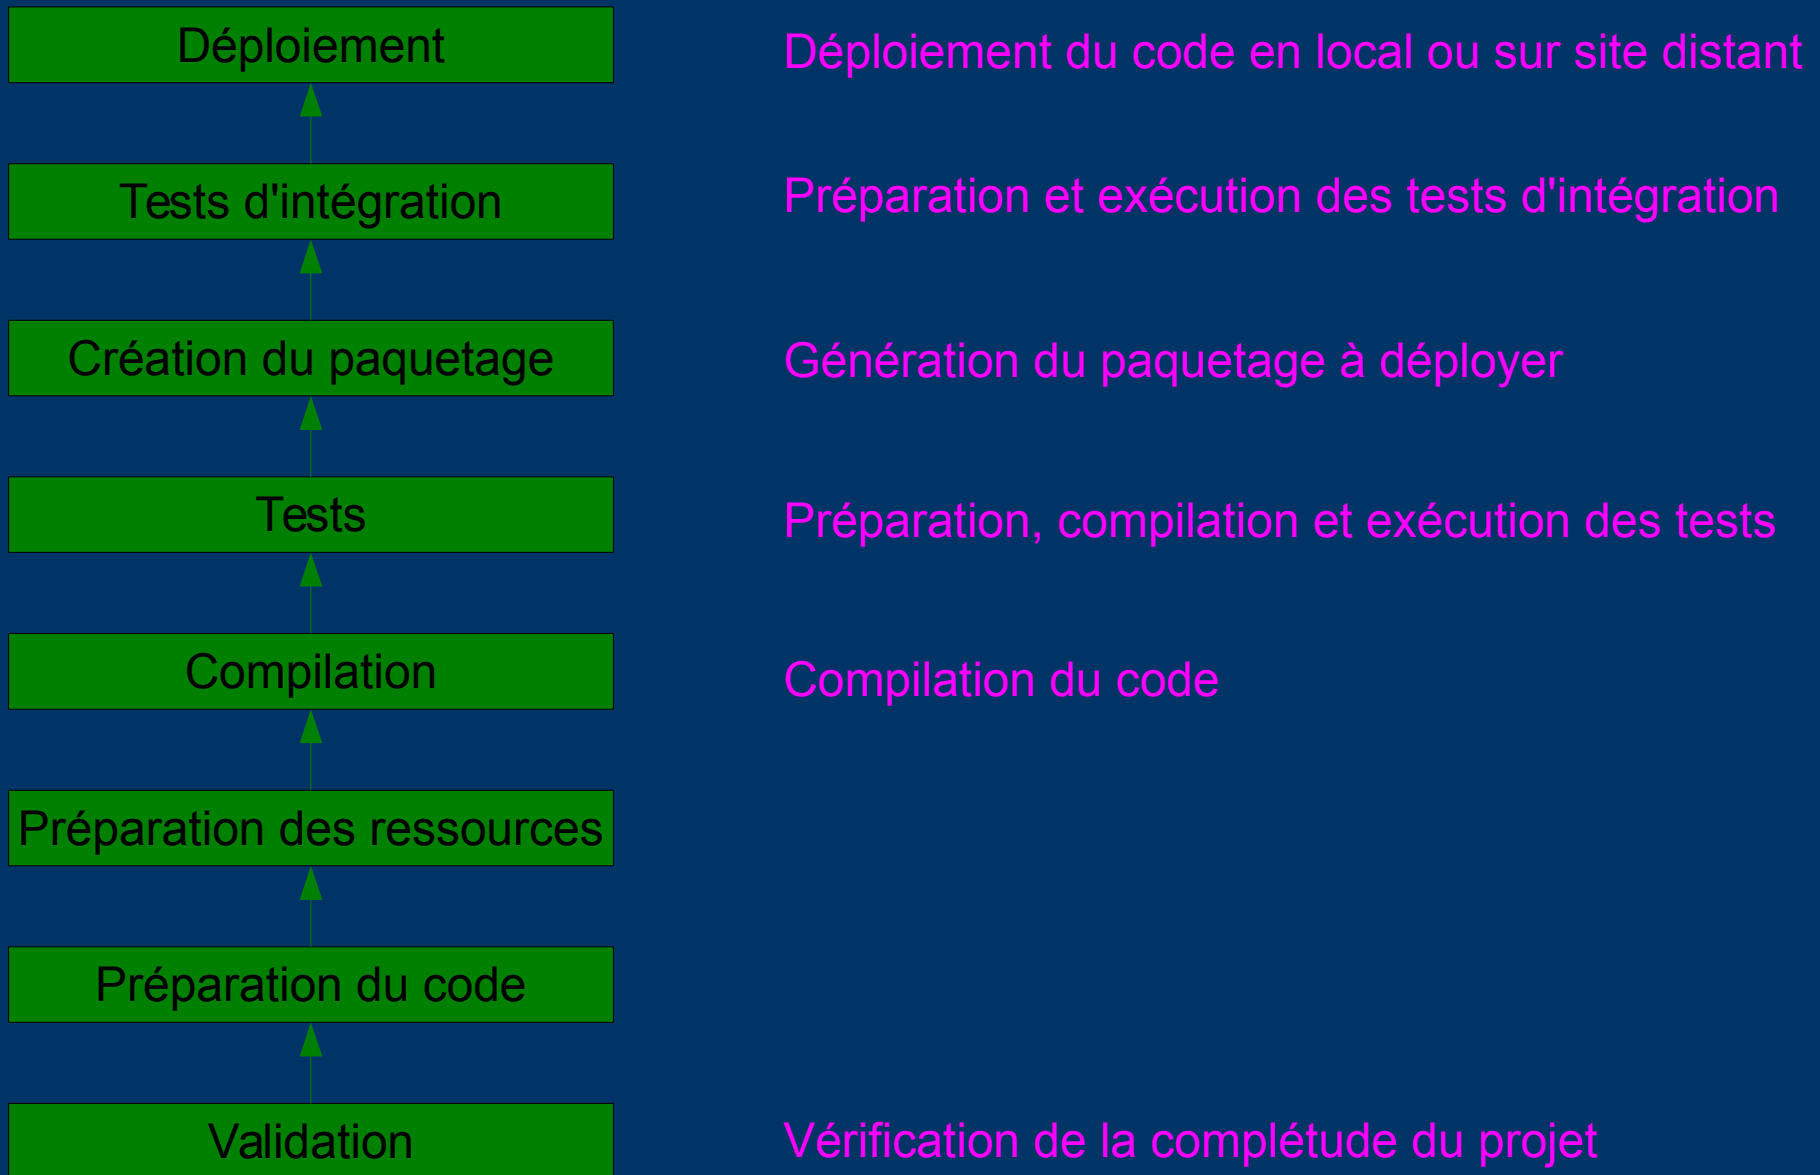 Déploiement
Déploiement du code en local ou sur site distant
Tests d'intégration
Préparation et exécution des tests d'intégration
Création du paquetage
Génération du paquetage à déployer
Tests
Préparation, compilation et exécution des tests
Compilation
Compilation du code
Préparation des ressources
Préparation du code
Validation
Vérification de la complétude du projet